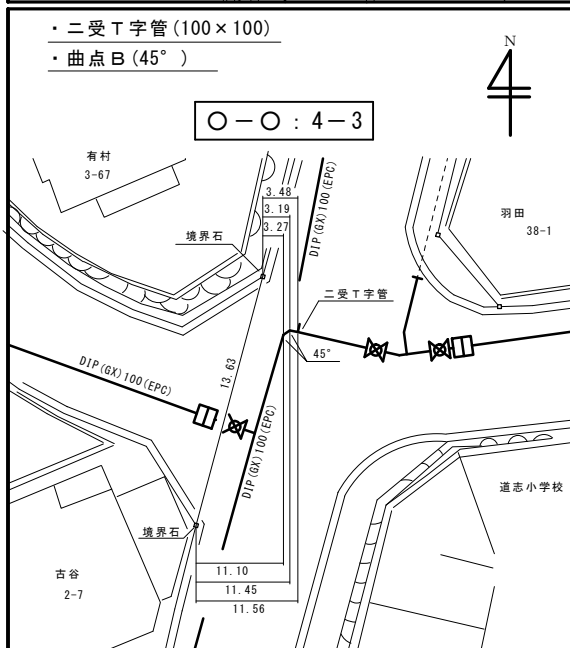 ・二受T字管(100×100)
・曲点B(45°)
○－○：4－3
N
有村
3-67
境界石
3.48
3.19
3.27
DIP(GX)100(EPC)
羽田
38-1
二受T字管
45°
13.63
DIP(GX)100(EPC)
DIP(GX)100(EPC)
道志小学校
境界石
古谷
2-7
11.10
11.45
11.56